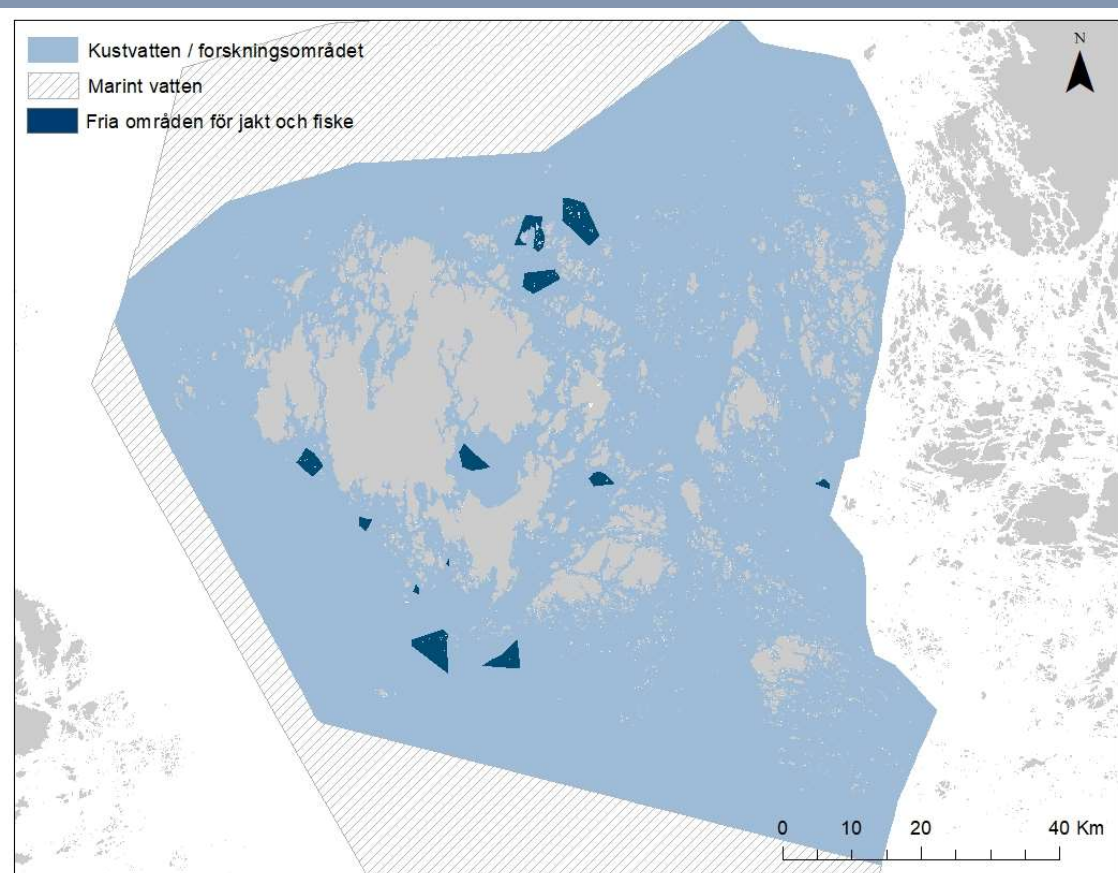 Kustvatten / forskningsområdet
Marint vatten
Fria områden för jakt och fiske
N
0 10 20 40 Km